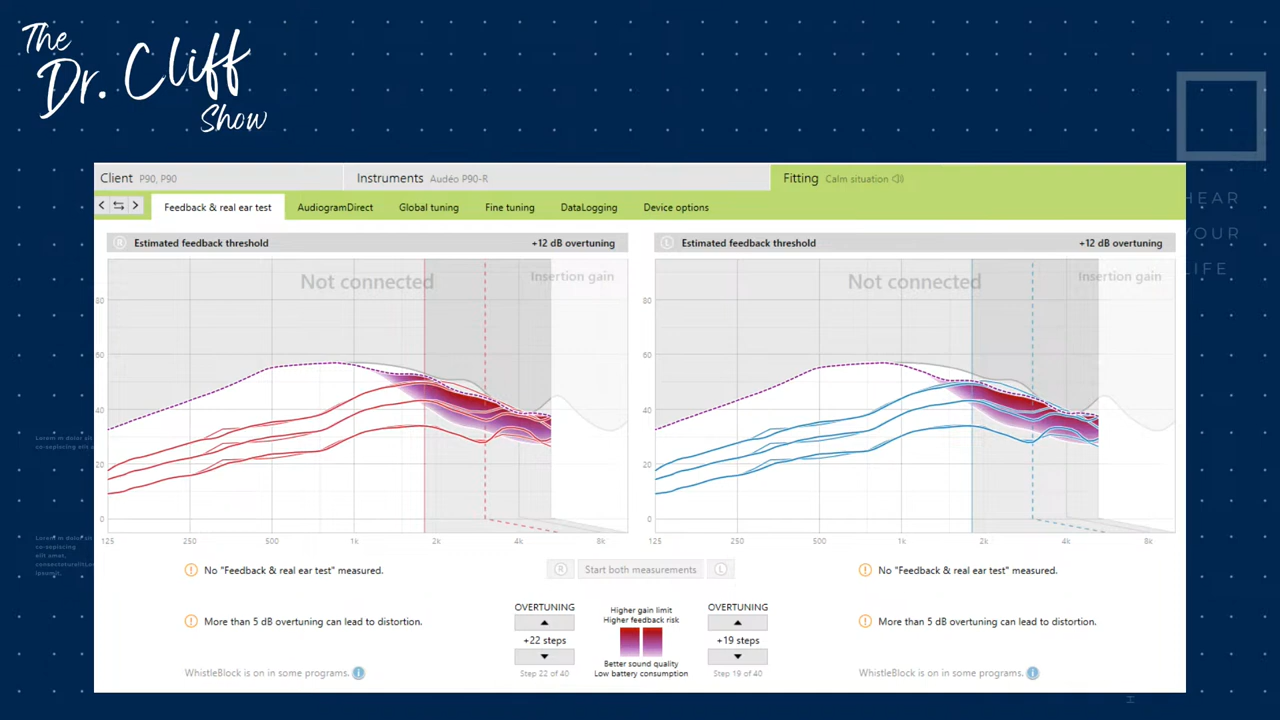 The
Dr. Cliff
Show
HEAR
YOUR
LIFE
Client P90, P90
Instruments Audéo P90-R
Fitting Calm situation
Feedback & real ear test
AudiogramDirect
Global tuning
Fine tuning
DataLogging
Device options
R Estimated feedback threshold +12 dB overtuning
L Estimated feedback threshold +12 dB overtuning
Not connected
Insertion gain
Not connected
Insertion gain
80
60
40
20
0
125 250 500 1k 2k 4k 8k
80
60
40
20
0
125 250 500 1k 2k 4k 8k
Lorem m dolor sit
co-sepiacing
elit amet,
No "Feedback & real ear test" measured.
R Start both measurements L
No "Feedback & real ear test" measured.
More than 5 dB overtuning can lead to distortion.
OVERTUNING
+22 steps
Step 22 of 40
Higher gain limit
Higher feedback risk
Better sound quality
Low battery consumption
OVERTUNING
+19 steps
Step 19 of 40
More than 5 dB overtuning can lead to distortion.
WhistleBlock is on in some programs. i
WhistleBlock is on in some programs. i